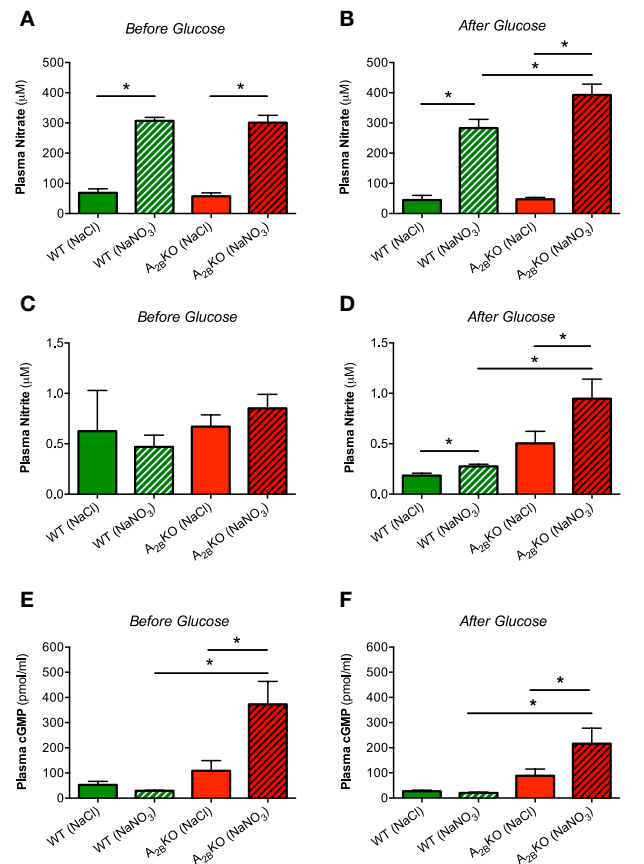 A
Before Glucose
Plasma Nitrate (μM)
500
400
300
200
100
0
*
*
WT (NaCl)
WT (NaNO₃)
A₂BKO (NaCl)
A₂BKO (NaNO₃)
B
After Glucose
Plasma Nitrate (μM)
500
400
300
200
100
0
*
*
*
WT (NaCl)
WT (NaNO₃)
A₂BKO (NaCl)
A₂BKO (NaNO₃)
C
Before Glucose
Plasma Nitrite (μM)
1.5
1.0
0.5
0.0
WT (NaCl)
WT (NaNO₃)
A₂BKO (NaCl)
A₂BKO (NaNO₃)
D
After Glucose
Plasma Nitrite (μM)
1.5
1.0
0.5
0.0
*
*
*
WT (NaCl)
WT (NaNO₃)
A₂BKO (NaCl)
A₂BKO (NaNO₃)
E
Before Glucose
Plasma cGMP (pmol/ml)
600
500
400
300
200
100
0
*
*
WT (NaCl)
WT (NaNO₃)
A₂BKO (NaCl)
A₂BKO (NaNO₃)
F
After Glucose
Plasma cGMP (pmol/ml)
600
500
400
300
200
100
0
*
*
WT (NaCl)
WT (NaNO₃)
A₂BKO (NaCl)
A₂BKO (NaNO₃)